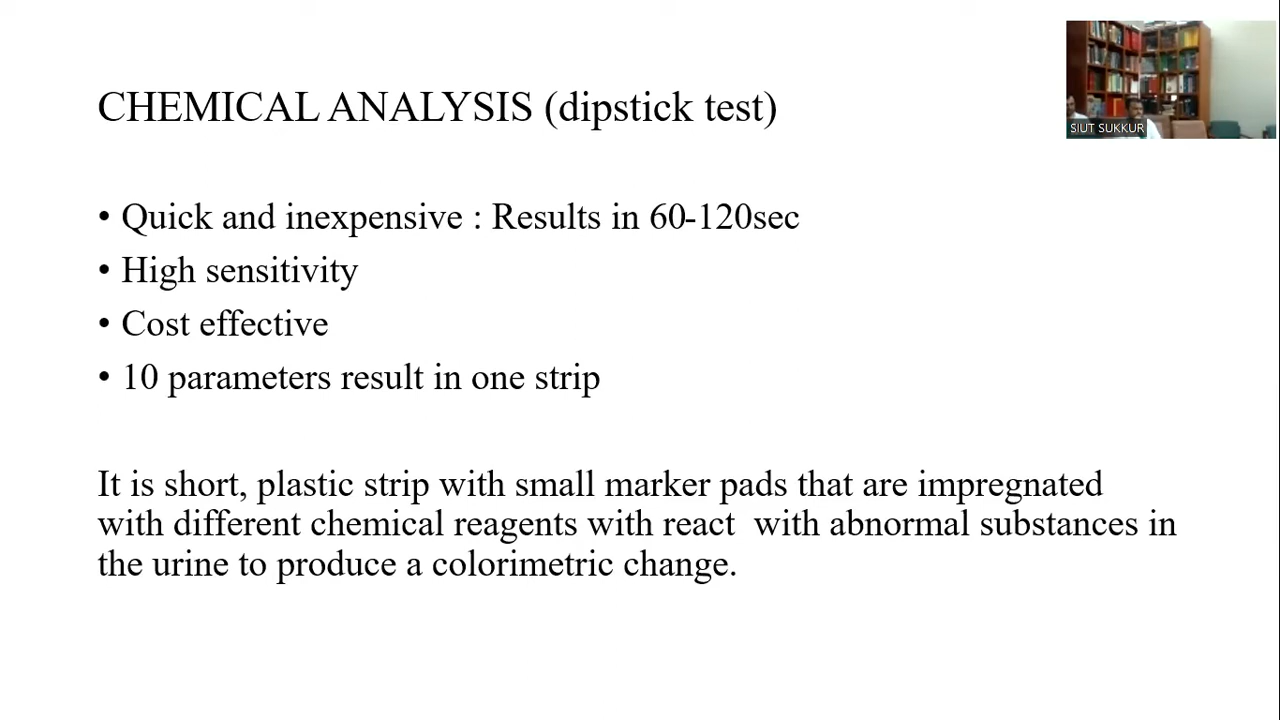 CHEMICAL ANALYSIS (dipstick test)
SIUT SUKKUR
• Quick and inexpensive : Results in 60-120sec
• High sensitivity
• Cost effective
• 10 parameters result in one strip
It is short, plastic strip with small marker pads that are impregnated
with different chemical reagents with react  with abnormal substances in
the urine to produce a colorimetric change.